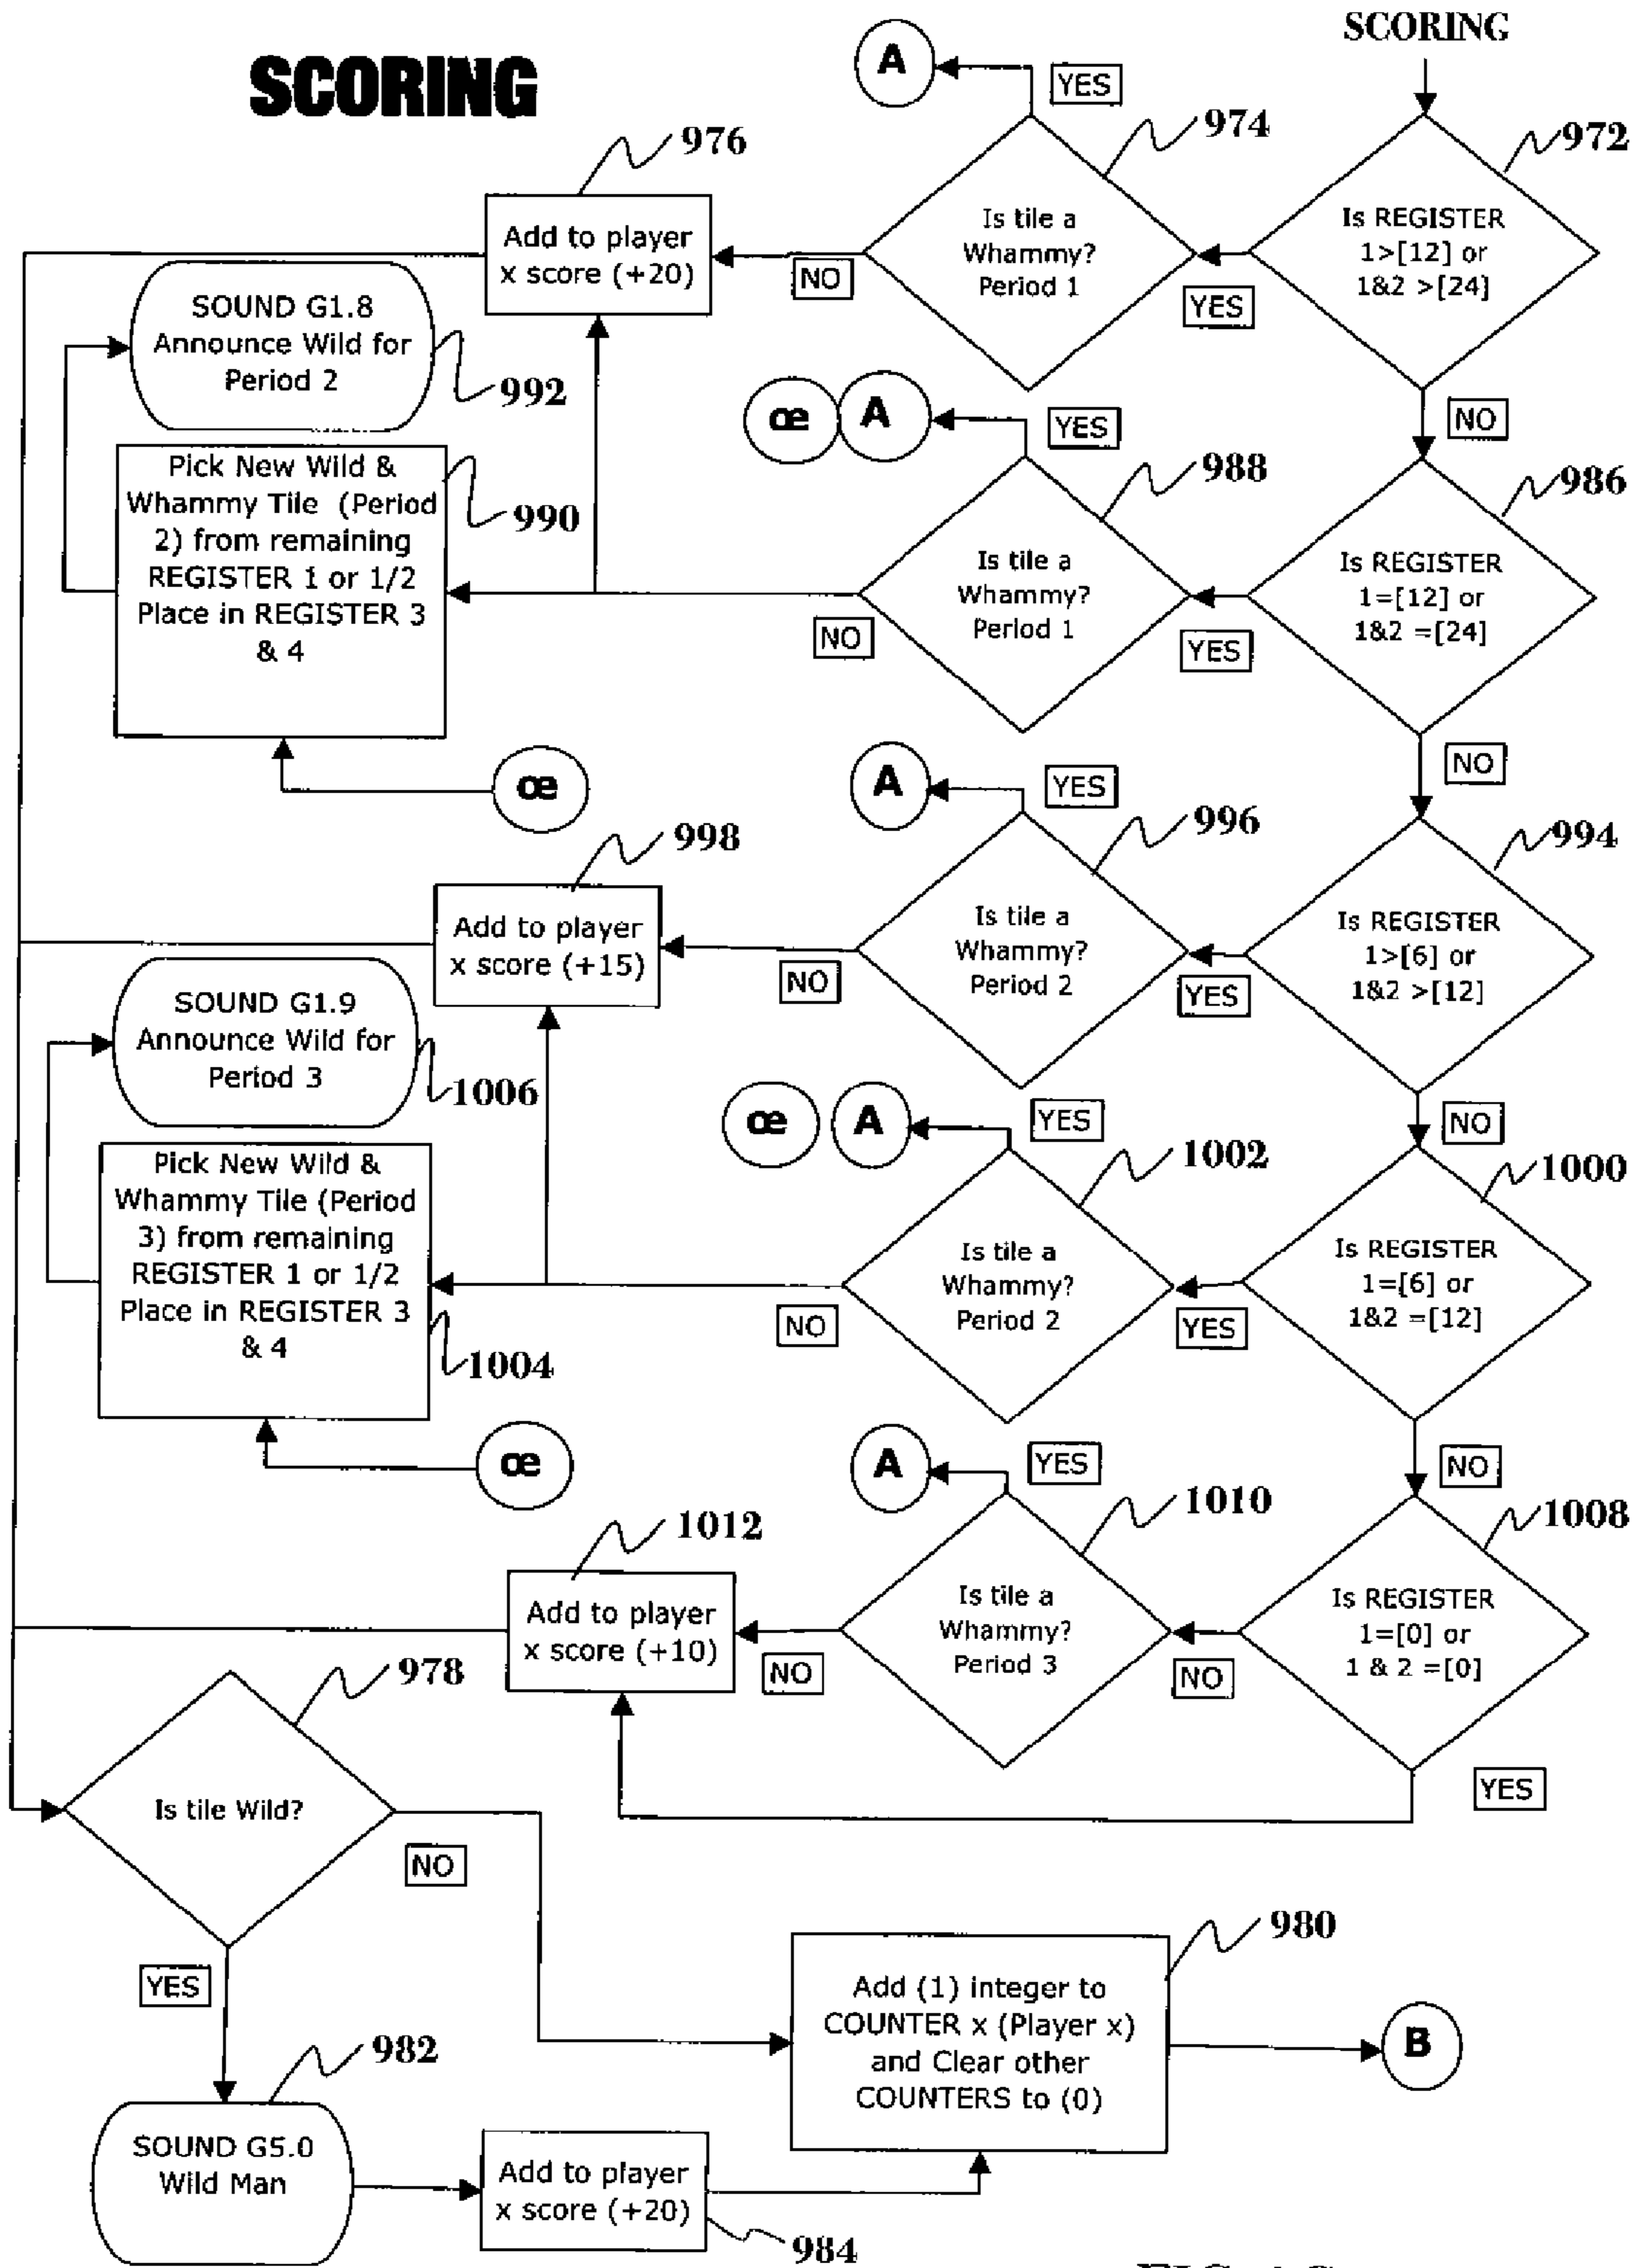 SCORING
SCORING
A
YES
974
972
976
Is tile a
Whammy?
Period 1
Is REGISTER
1>[12] or
1&2 >[24]
Add to player
x score (+20)
NO
YES
SOUND G1.8
Announce Wild for
Period 2
992
œ
A
YES
NO
988
986
Pick New Wild &
Whammy Tile (Period
2) from remaining
REGISTER 1 or 1/2
Place in REGISTER 3
& 4
990
Is tile a
Whammy?
Period 1
Is REGISTER
1=[12] or
1&2 =[24]
NO
YES
œ
A
YES
NO
998
996
994
Add to player
x score (+15)
Is tile a
Whammy?
Period 2
Is REGISTER
1>[6] or
1&2 >[12]
NO
YES
SOUND G1.9
Announce Wild for
Period 3
1006
œ
A
YES
NO
1002
1000
Pick New Wild &
Whammy Tile (Period
3) from remaining
REGISTER 1 or 1/2
Place in REGISTER 3
& 4
1004
Is tile a
Whammy?
Period 2
Is REGISTER
1=[6] or
1&2 =[12]
NO
YES
œ
A
YES
NO
1012
1010
1008
Add to player
x score (+10)
Is tile a
Whammy?
Period 3
Is REGISTER
1=[0] or
1 & 2 =[0]
NO
NO
YES
978
Is tile Wild?
NO
YES
980
Add (1) integer to
COUNTER x (Player x)
and Clear other
COUNTERS to (0)
B
982
SOUND G5.0
Wild Man
Add to player
x score (+20)
984